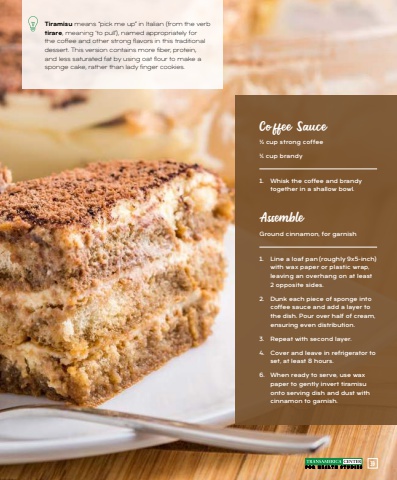 Tiramisu means "pick me up" in Italian (from the verb
tirare, meaning 'to pull'), named appropriately for
the coffee and other strong flavors in this traditional
dessert. This version contains more fiber, protein,
and less saturated fat by using oat flour to make a
sponge cake, rather than lady finger cookies.
Coffee Sauce
½ cup strong coffee
cup brandy
1. Whisk the coffee and brandy
together in a shallow bowl.
Assemble
Ground cinnamon, for garnish
1. Line a loaf pan (roughly 9x5-inch)
with wax paper or plastic wrap,
leaving an overhang on at least
2 opposite sides.
2. Dunk each piece of sponge into
coffee sauce and add a layer to
the dish. Pour over half of cream,
ensuring even distribution.
3. Repeat with second layer.
4. Cover and leave in refrigerator to
set, at least 8 hours.
6. When ready to serve, use wax
paper to gently invert tiramisu
onto serving dish and dust with
cinnamon to garnish.
TRANSAMERICA CENTER
FOR HEALTH STUDIES